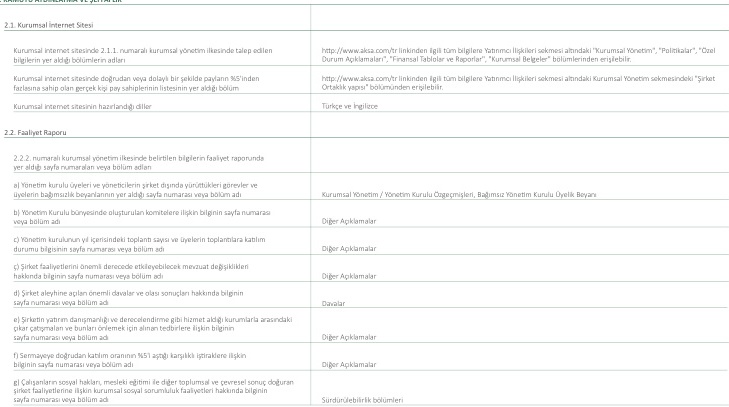 2.1. Kurumsal İnternet Sitesi
Kurumsal internet sitesinde 2.1.1. numaralı kurumsal yönetim ilkesinde talep edilen
bilgilerin yer aldığı bölümlerin adları
http://www.aksa.com/tr linkinden ilgili tüm bilgilere Yatırımcı İlişkileri sekmesi altındaki "Kurumsal Yönetim", "Politikalar", "Özel
Durum Açıklamaları", "Finansal Tablolar ve Raporlar", "Kurumsal Belgeler" bölümlerinden erişilebilir.
Kurumsal internet sitesinde doğrudan veya dolaylı bir şekilde payların %5'inden
fazlasına sahip olan gerçek kişi pay sahiplerinin listesinin yer aldığı bölüm
http://www.aksa.com/tr linkinden ilgili tüm bilgilere Yatırımcı İlişkileri sekmesi altındaki Kurumsal Yönetim sekmesindeki "Şirket
Ortaklık yapısı" bölümünden erişilebilir.
Kurumsal internet sitesinin hazırlandığı diller
Türkçe ve İngilizce
2.2. Faaliyet Raporu
2.2.2. numaralı kurumsal yönetim ilkesinde belirtilen bilgilerin faaliyet raporunda
yer aldığı sayfa numaraları veya bölüm adları
a) Yönetim kurulu üyeleri ve yöneticilerin şirket dışında yürüttükleri görevler ve
üyelerin bağımsızlık beyanlarının yer aldığı sayfa numarası veya bölüm adı
Kurumsal Yönetim / Yönetim Kurulu Özgeçmişleri, Bağımsız Yönetim Kurulu Üyelik Beyanı
b) Yönetim Kurulu bünyesinde oluşturulan komitelere ilişkin bilginin sayfa numarası
veya bölüm adı
Diğer Açıklamalar
c) Yönetim kurulunun yıl içerisindeki toplantı sayısı ve üyelerin toplantılara katılım
durumu bilgisinin sayfa numarası veya bölüm adı
Diğer Açıklamalar
ç) Şirket faaliyetlerini önemli derecede etkileyebilecek mevzuat değişiklikleri
hakkında bilginin sayfa numarası veya bölüm adı
Diğer Açıklamalar
d) Şirket aleyhine açılan önemli davalar ve olası sonuçları hakkında bilginin
sayfa numarası veya bölüm adı
Davalar
e) Şirketin yatırım danışmanlığı ve derecelendirme gibi hizmet aldığı kurumlarla arasındaki
çıkar çatışmaları ve bunları önlemek için alınan tedbirlere ilişkin bilginin
sayfa numarası veya bölüm adı
Diğer Açıklamalar
f) Sermayeye doğrudan katılım oranının %5'i aştığı karşılıklı iştiraklere ilişkin
bilginin sayfa numarası veya bölüm adı
Diğer Açıklamalar
g) Çalışanların sosyal hakları, mesleki eğitimi ile diğer toplumsal ve çevresel sonuç doğuran
şirket faaliyetlerine ilişkin kurumsal sosyal sorumluluk faaliyetleri hakkında bilginin
sayfa numarası veya bölüm adı
Sürdürülebilirlik bölümleri